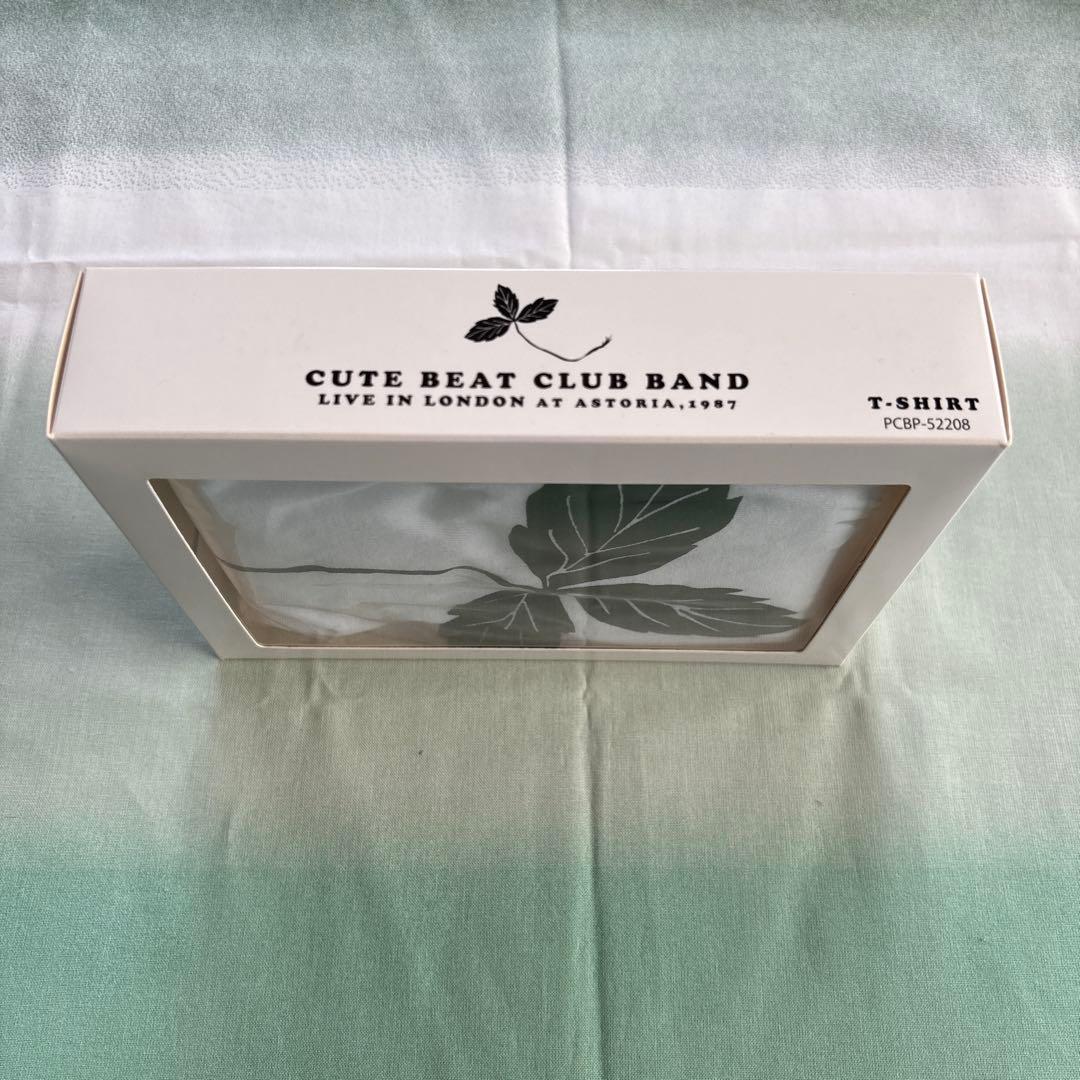 CUTE BEAT CLUB BAND
LIVE IN LONDON AT ASTORIA,1987
T-SHIRT
PCBP-52208